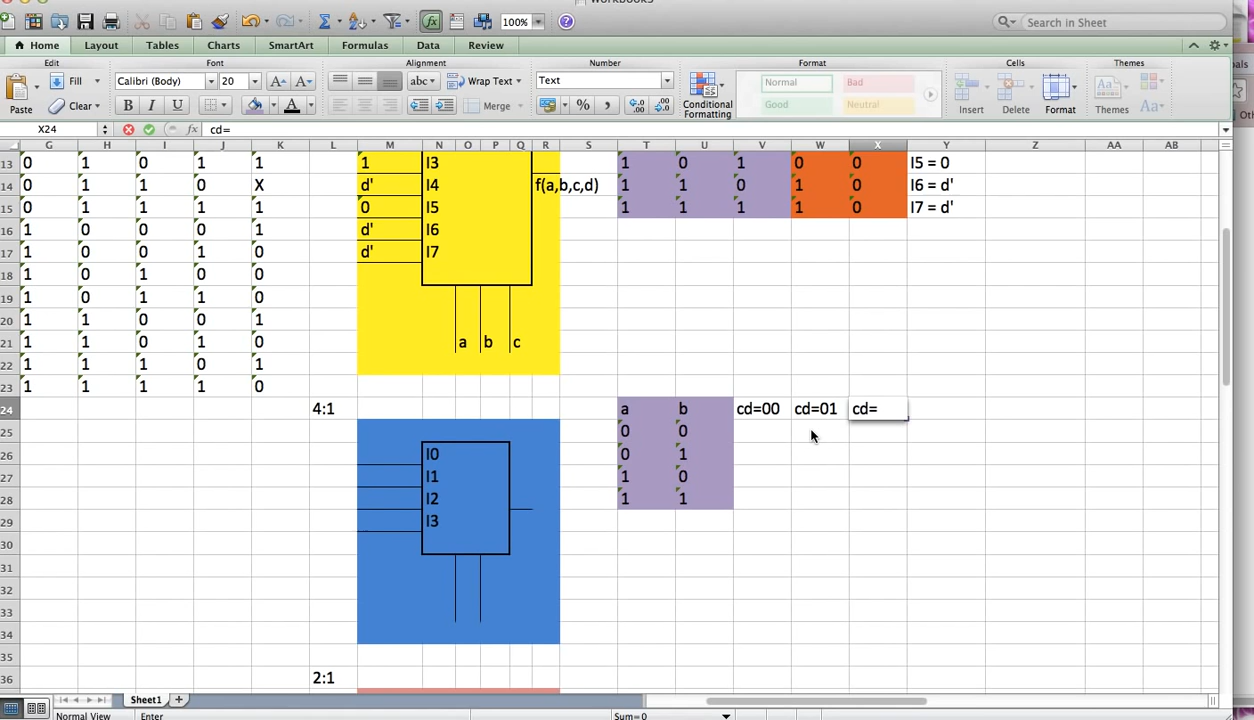 100%
Search in Sheet
Home Layout Tables Charts SmartArt Formulas Data Review
Edit Font Alignment Number Format Cells Themes
Paste Fill Clear Calibri (Body) 20 abc Wrap Text Merge Text Conditional Formatting Normal Bad Good Neutral Insert Delete Format Themes Aa
X24 fx cd=
G H I J K L M N O P Q R S T U V W X Y Z AA AB
13 0 1 0 1 1 1 I3 1 0 1 0 0 I5 = 0
14 0 1 1 0 X d' I4 f(a,b,c,d) 1 1 0 1 0 I6 = d'
15 0 1 1 1 1 0 I5 1 1 1 1 0 I7 = d'
16 1 0 0 0 1 d' I6
17 1 0 0 1 0 d' I7
18 1 0 1 0 0
19 1 0 1 1 0
20 1 1 0 0 1
21 1 1 0 1 0 a b c
22 1 1 1 0 1
23 1 1 1 1 0
24 4:1 a b cd=00 cd=01 cd=
25 0 0
26 I0 0 1
27 I1 1 0
28 I2 1 1
29 I3
30
31
32
33
34
35
36 2:1
Sheet1
Normal View Enter Sum=0